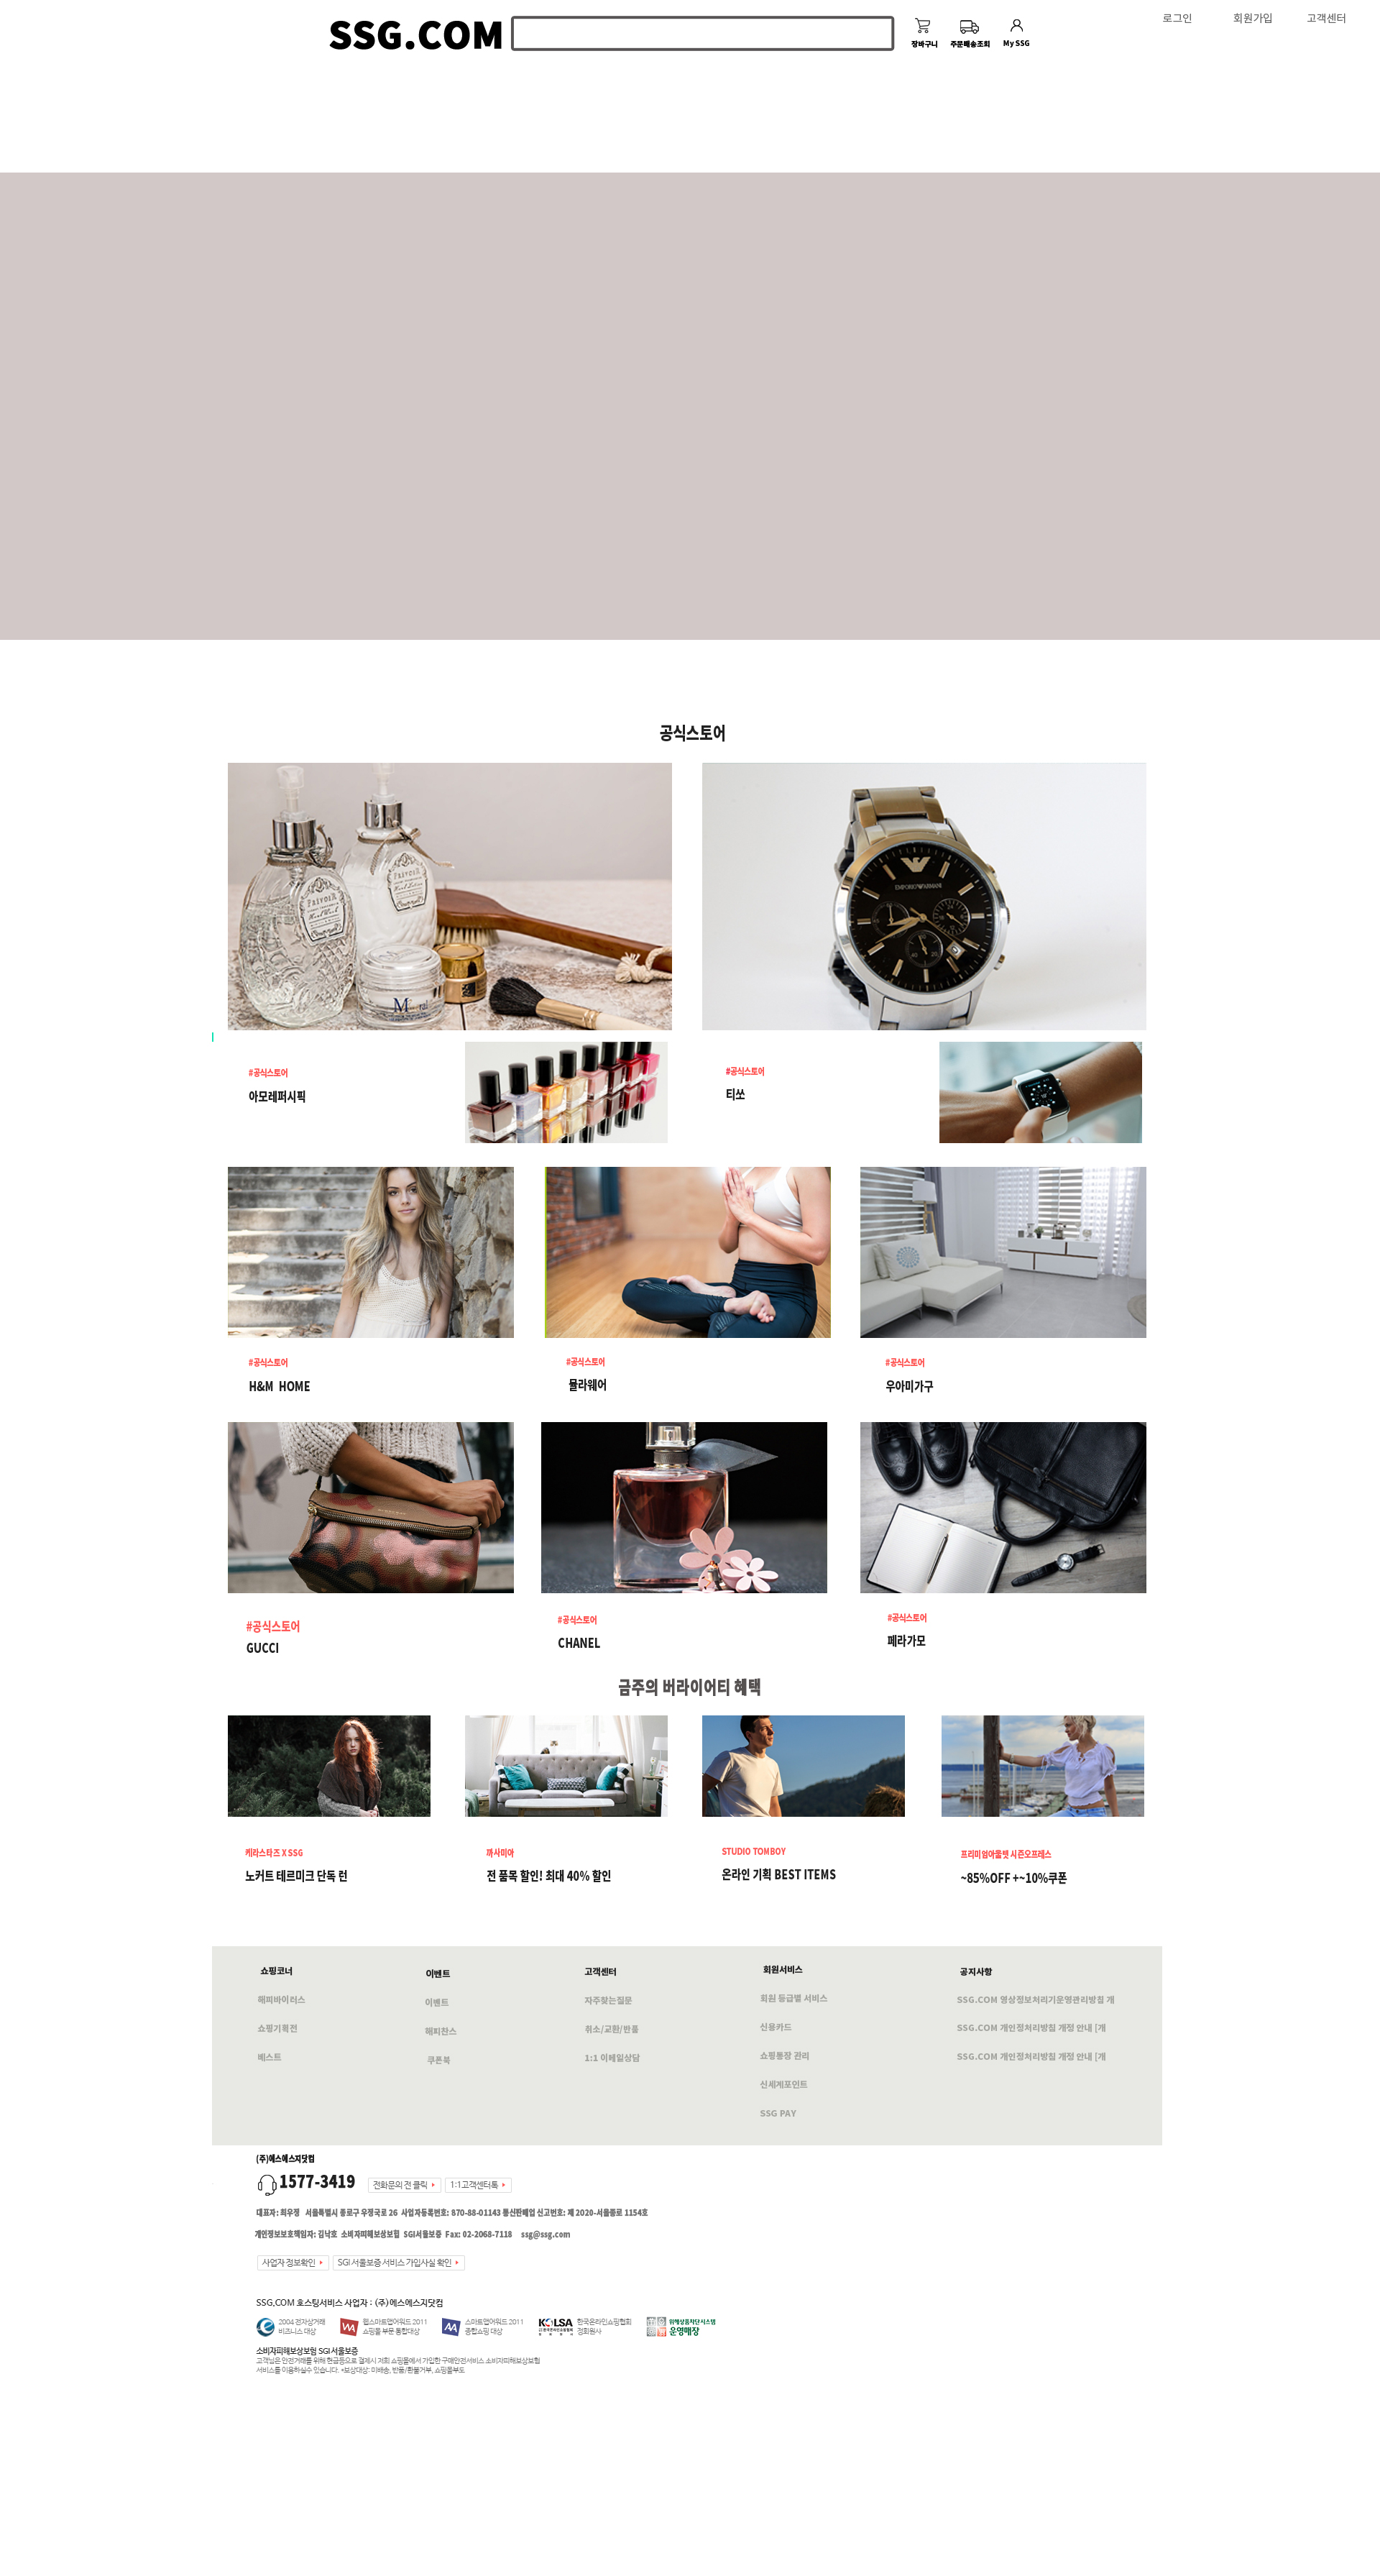 로그인 회원가입 고객센터
SSG.COM
장바구니 주문배송조회 My SSG
공식스토어
FRIVOIR
EMPORIO ARMANI
#공식스토어
아모레퍼시픽
#공식스토어
티쏘
#공식스토어
H&M HOME
#공식스토어
뮬라웨어
#공식스토어
우아미가구
#공식스토어
GUCCI
#공식스토어
CHANEL
#공식스토어
페라가모
금주의 버라이어티 혜택
케라스타즈 X SSG
노커트 테르미크 단독 런
까사미아
전 품목 할인! 최대 40% 할인
STUDIO TOMBOY
온라인 기획 BEST ITEMS
프리미엄아울렛 시즌오프레스
~85%OFF +~10%쿠폰
쇼핑코너
해피바이러스
쇼핑기획전
베스트
이벤트
이벤트
해피찬스
쿠폰북
고객센터
자주찾는질문
취소/교환/반품
1:1 이메일상담
회원서비스
회원 등급별 서비스
신용카드
쇼핑통장 관리
신세계포인트
SSG PAY
공지사항
SSG.COM 영상정보처리기운영관리방침 개
SSG.COM 개인정처리방침 개정 안내 [개
SSG.COM 개인정처리방침 개정 안내 [개
(주)에스에스지닷컴
1577-3419 전화문의 전 클릭 1:1고객센터톡
대표자: 최우정 서울특별시 종로구 우정국로 26 사업자등록번호: 870-88-01143 통신판매업 신고번호: 제 2020-서울종로 1154호
개인정보보호책임자: 김낙호 소비자피해보상보험 SGI서울보증 Fax: 02-2068-7118 ssg@ssg.com
사업자 정보확인 SGI 서울보증 서비스 가입사실 확인
SSG.COM 호스팅서비스 사업자 : (주)에스에스지닷컴
2004 전자상거래
비즈니스 대상
웹스마트앱어워드 2011
쇼핑몰 부문 통합대상
스마트앱어워드 2011
종합쇼핑 대상
KOLSA
한국온라인쇼핑협회
정회원사
위해상품차단시스템
운영매장
소비자피해보상보험 SGI 서울보증
고객님은 안전거래를 위해 현금등으로 결제시 저희 쇼핑몰에서 가입한 구매안전서비스 소비자피해보상보험
서비스를 이용하실수 있습니다. *보상대상: 미배송, 반품/환불거부, 쇼핑몰부도